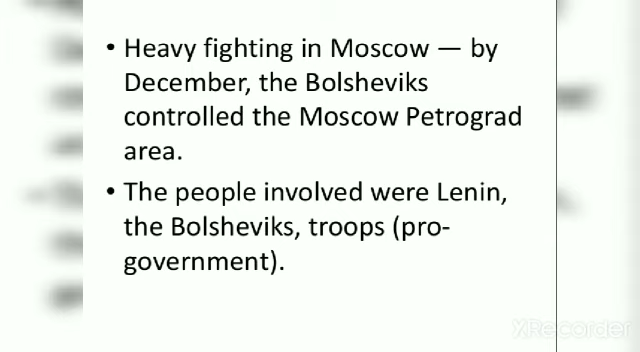 • Heavy fighting in Moscow — by
December, the Bolsheviks
controlled the Moscow Petrograd
area.
• The people involved were Lenin,
the Bolsheviks, troops (pro-
government).
XRecorder